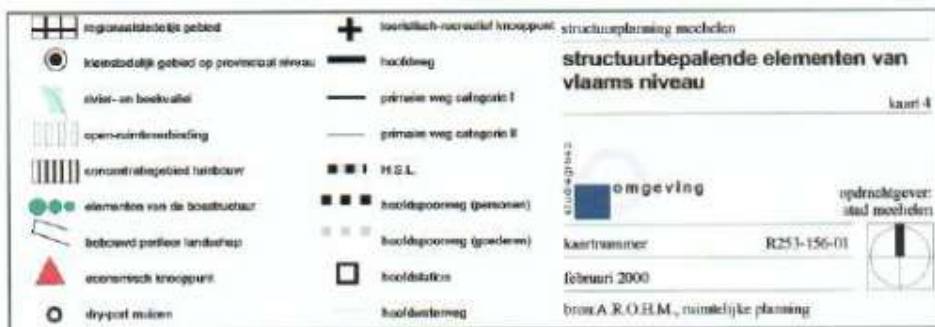 regionaalstedelijk gebied
kleinstedelijk gebied op provinciaal niveau
rivier- en beekvallei
open-ruimteverbinding
concentratiegebied tuinbouw
elementen van de bosstructuur
bebouwd perifeer landschap
economisch knooppunt
dry-port muizen
toeristisch-recreatief knooppunt
hoofdweg
primaire weg categorie I
primaire weg categorie II
H.S.L.
hoofdspoorweg (personen)
hoofdspoorweg (goederen)
hoofdstation
hoofdwaterweg
structuurplanning mechelen
structuurbepalende elementen van
vlaams niveau
kaart 4
studiegroep
omgeving
opdrachtgever:
stad mechelen
kaartnummer R253-156-01
februari 2000
bron:A.R.O.H.M., ruimtelijke planning